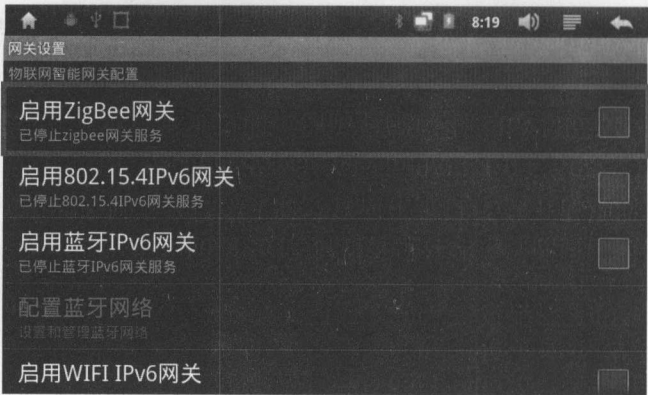 8:19
网关设置
物联网智能网关配置
启用ZigBee网关
已停止zigbee网关服务
启用802.15.4IPv6网关
已停止802.15.4IPv6网关服务
启用蓝牙IPv6网关
已停止蓝牙IPv6网关服务
配置蓝牙网络
设置和管理蓝牙网络
启用WIFI IPv6网关